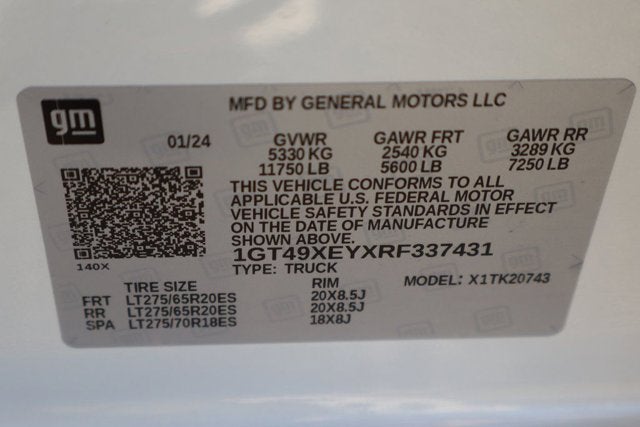 gm
MFD BY GENERAL MOTORS LLC
01/24 GVWR GAWR FRT GAWR RR
5330 KG 2540 KG 3289 KG
11750 LB 5600 LB 7250 LB
THIS VEHICLE CONFORMS TO ALL
APPLICABLE U.S. FEDERAL MOTOR
VEHICLE SAFETY STANDARDS IN EFFECT
ON THE DATE OF MANUFACTURE
SHOWN ABOVE.
1GT49XEYXRF337431
140X
TYPE: TRUCK MODEL: X1TK20743
TIRE SIZE RIM
FRT LT275/65R20ES 20X8.5J
RR LT275/65R20ES 20X8.5J
SPA LT275/70R18ES 18X8J